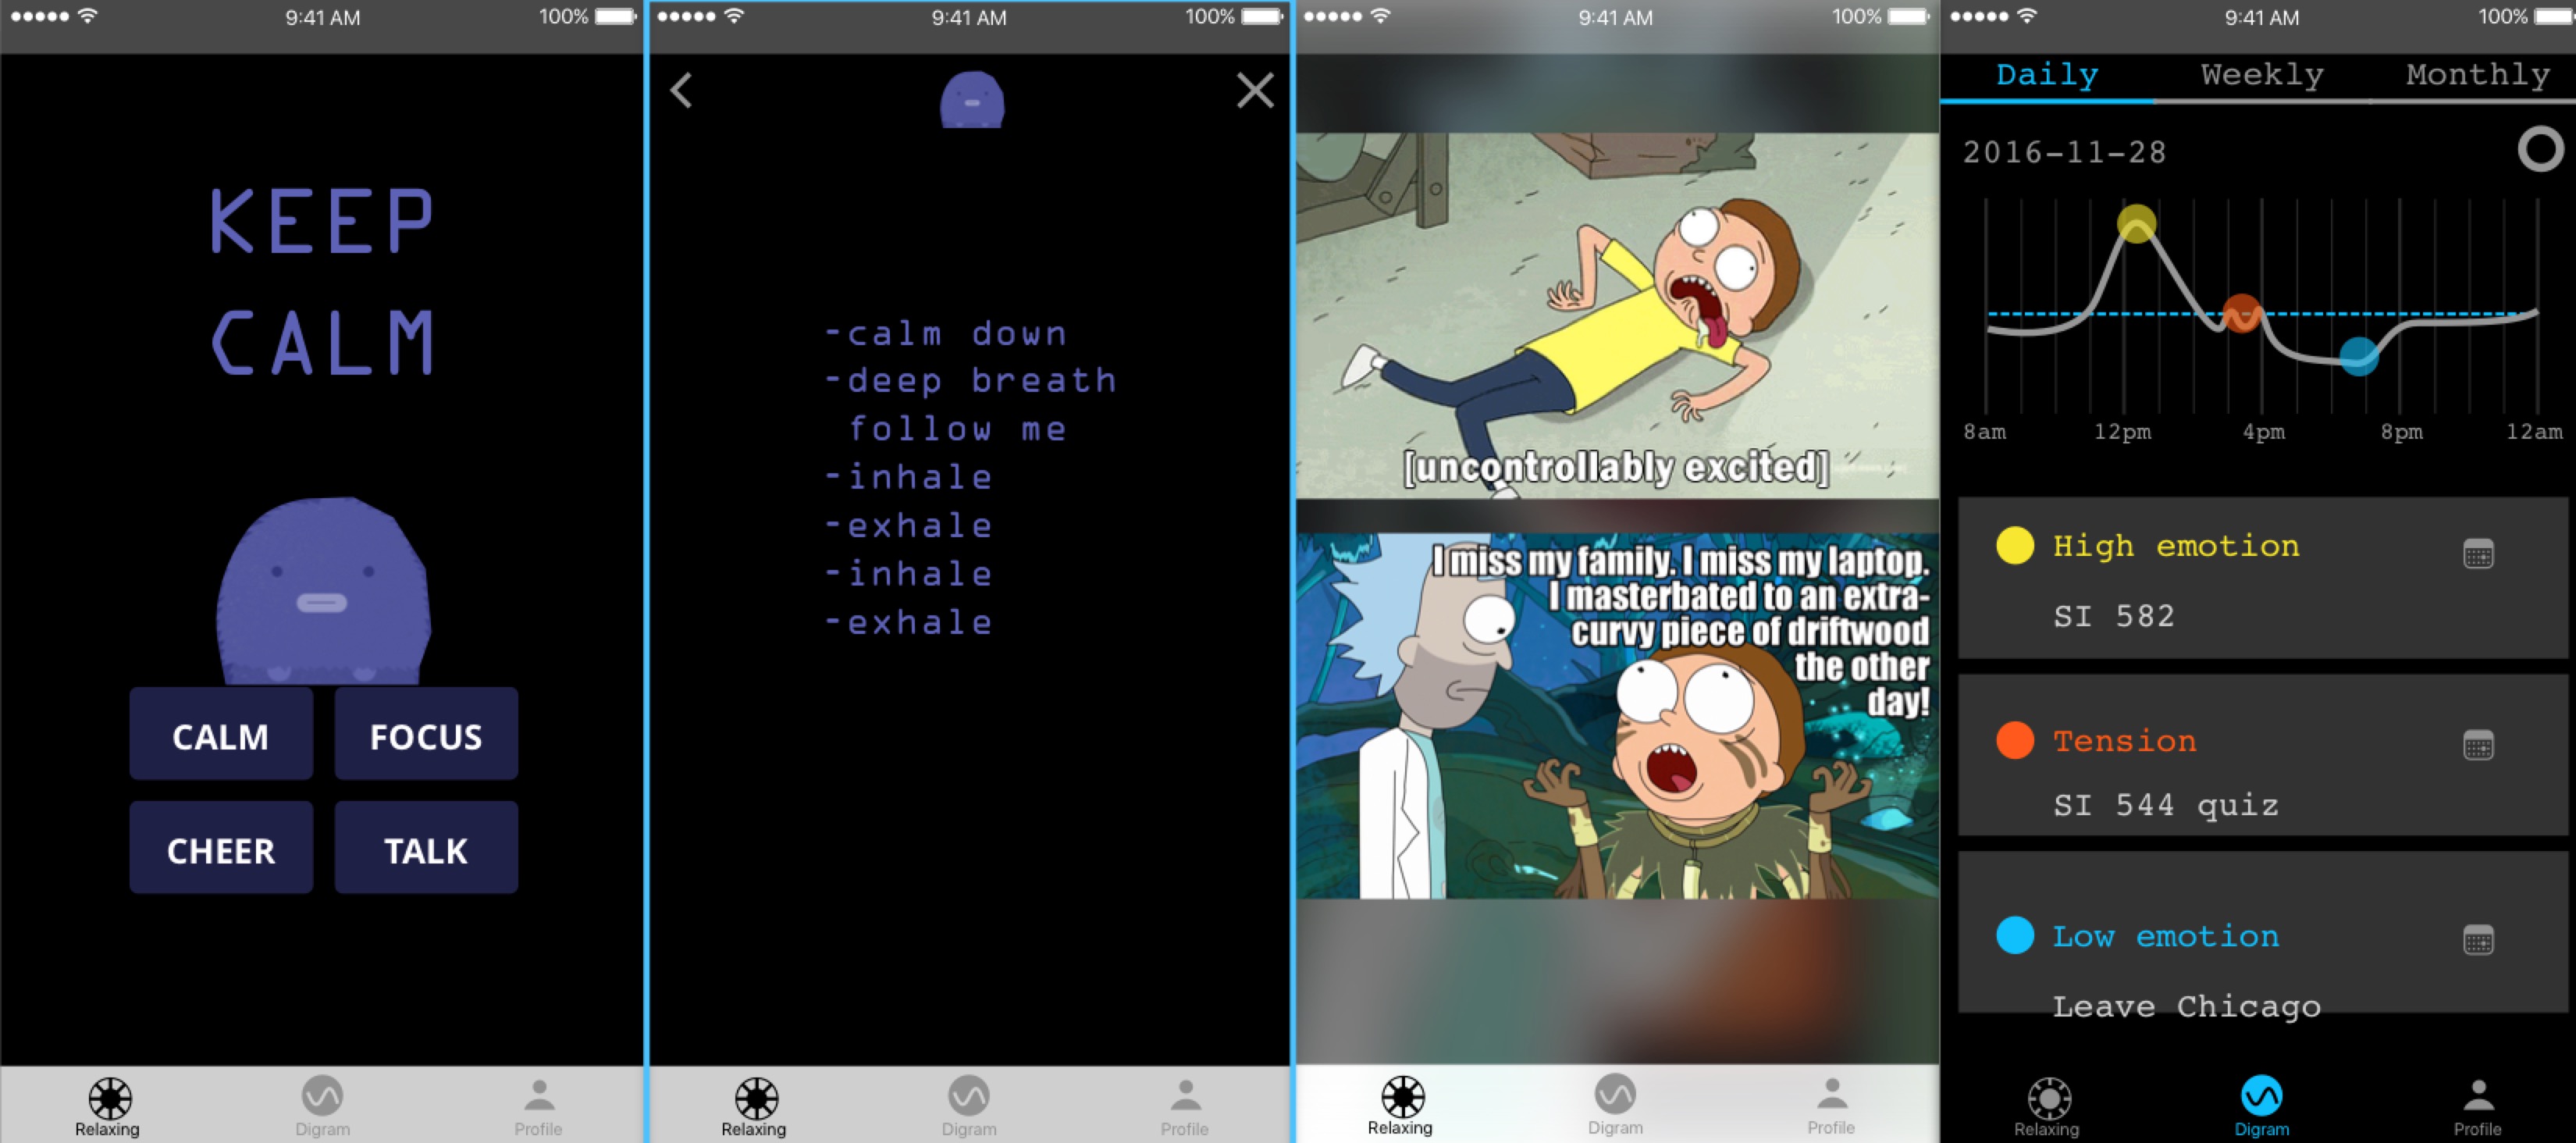 9:41 AM
100%
KEEP
CALM
CALM
FOCUS
CHEER
TALK
Relaxing
Digram
Profile
9:41 AM
100%
-calm down
-deep breath
follow me
-inhale
-exhale
-inhale
-exhale
Relaxing
Digram
Profile
9:41 AM
100%
[uncontrollably excited]
I miss my family. I miss my laptop.
I masterbated to an extra-
curvy piece of driftwood
the other
day!
Relaxing
Digram
Profile
9:41 AM
100%
Daily
Weekly
Monthly
2016-11-28
8am
12pm
4pm
8pm
12am
High emotion
SI 582
Tension
SI 544 quiz
Low emotion
Leave Chicago
Relaxing
Digram
Profile